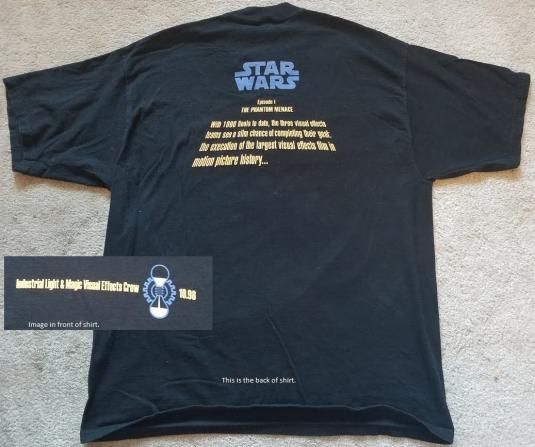 STAR
WARS
Episode I
THE PHANTOM MENACE
With 1000 finals to date, the three visual effects
teams see a slim chance of completing their goal,
the execution of the largest visual effects film in
motion picture history...
Industrial Light & Magic Visual Effects Crew
10.98
Image in front of shirt.
This is the back of shirt.